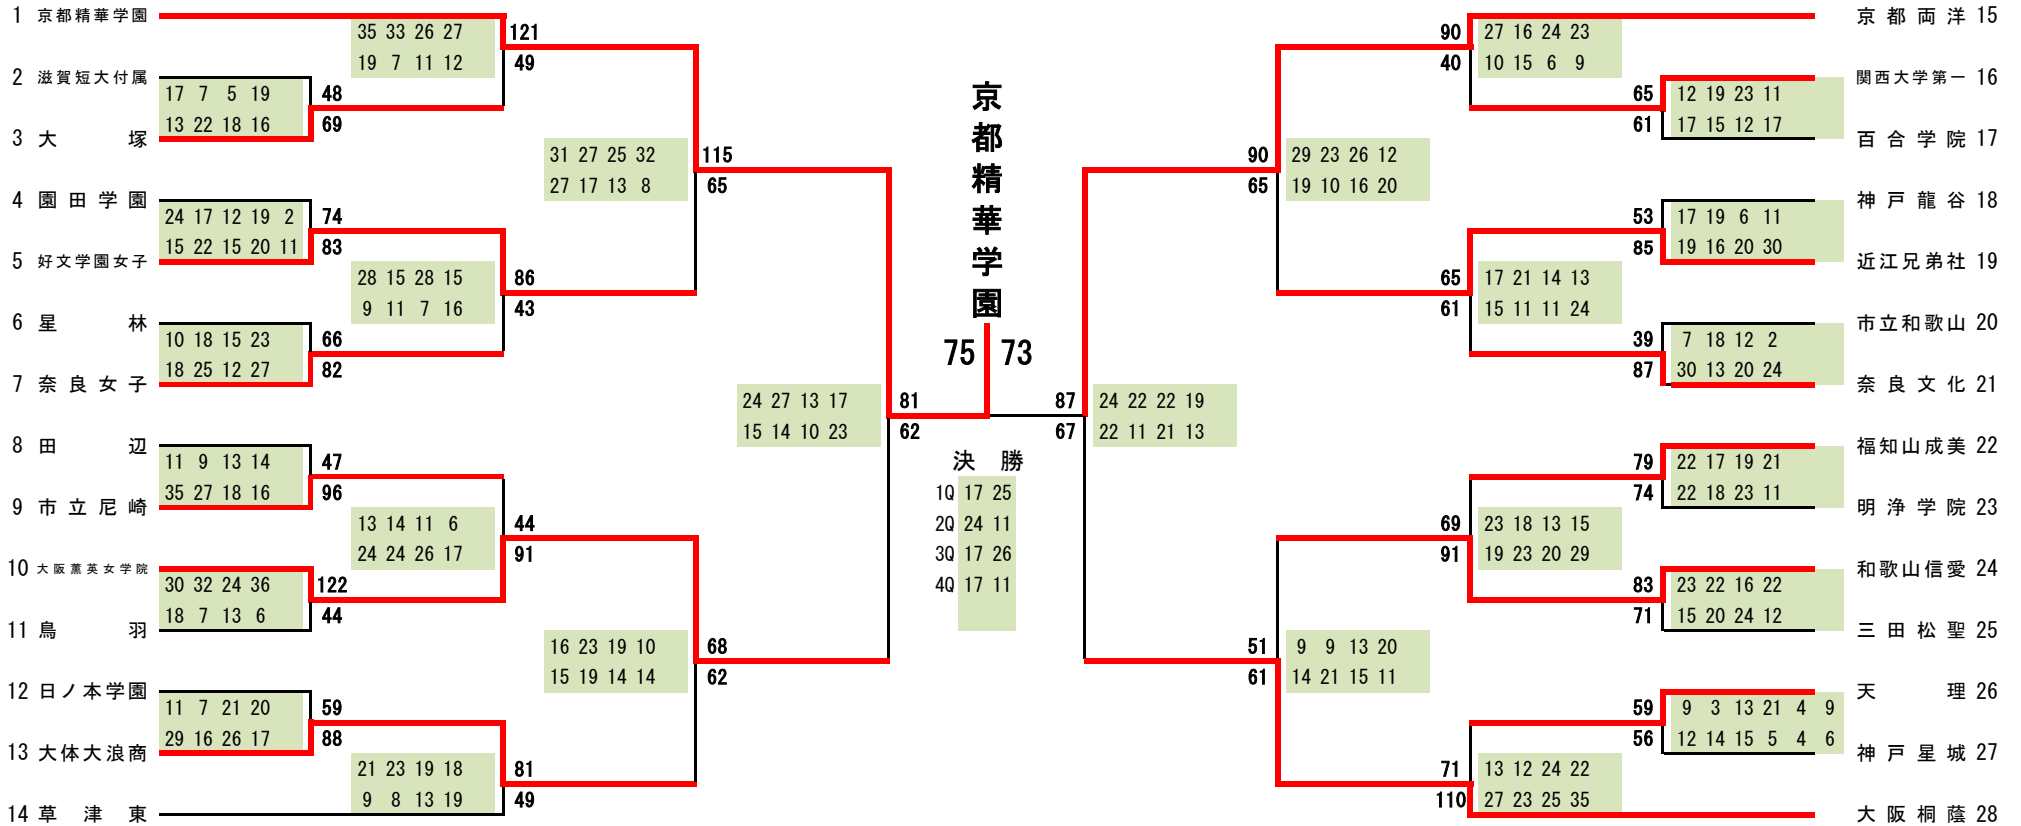 1 京都精華学園
35 33 26 27
19 7 11 12
121
49
2 滋賀短大付属
17 7 5 19
13 22 18 16
48
69
3 大塚
31 27 25 32
27 17 13 8
115
65
4 園田学園
24 17 12 19 2
15 22 15 20 11
74
83
5 好文学園女子
28 15 28 15
9 11 7 16
86
43
6 星林
10 18 15 23
18 25 12 27
66
82
7 奈良女子
24 27 13 17
15 14 10 23
81
62
8 田辺
11 9 13 14
35 27 18 16
47
96
9 市立尼崎
13 14 11 6
24 24 26 17
44
91
10 大阪薫英女学院
30 32 24 36
18 7 13 6
122
44
11 鳥羽
16 23 19 10
15 19 14 14
68
62
12 日ノ本学園
11 7 21 20
29 16 26 17
59
88
13 大体大浪商
21 23 19 18
9 8 13 19
81
49
14 草津東
京都精華学園
75 73
決勝
1Q 17 25
2Q 24 11
3Q 17 26
4Q 17 11
京都両洋 15
90
40
27 16 24 23
10 15 6 9
関西大学第一 16
65
61
12 19 23 11
17 15 12 17
百合学院 17
90
65
29 23 26 12
19 10 16 20
神戸龍谷 18
53
85
17 19 6 11
19 16 20 30
近江兄弟社 19
65
61
17 21 14 13
15 11 11 24
市立和歌山 20
39
87
7 18 12 2
30 13 20 24
奈良文化 21
87
67
24 22 22 19
22 11 21 13
福知山成美 22
79
74
22 17 19 21
22 18 23 11
明浄学院 23
69
91
23 18 13 15
19 23 20 29
和歌山信愛 24
83
71
23 22 16 22
15 20 24 12
三田松聖 25
51
61
9 9 13 20
14 21 15 11
天理 26
59
56
9 3 13 21 4 9
12 14 15 5 4 6
神戸星城 27
71
110
13 12 24 22
27 23 25 35
大阪桐蔭 28